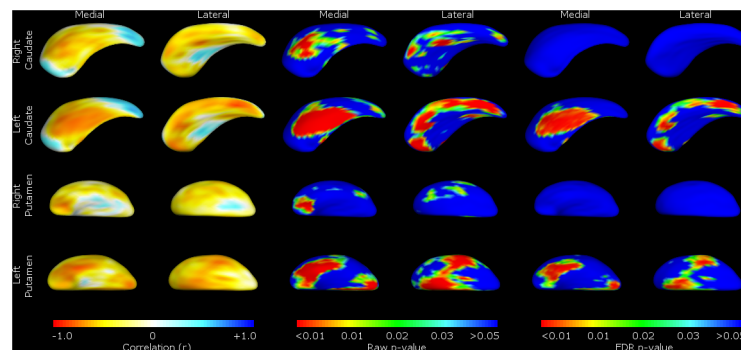 Medial Lateral Medial Lateral Medial Lateral
Right
Caudate
Left
Caudate
Right
Putamen
Left
Putamen
-1.0 0 +1.0 <0.01 0.01 0.02 0.03 >0.05 <0.01 0.01 0.02 0.03 >0.05
Correlation (r) Raw p-value FDR p-value